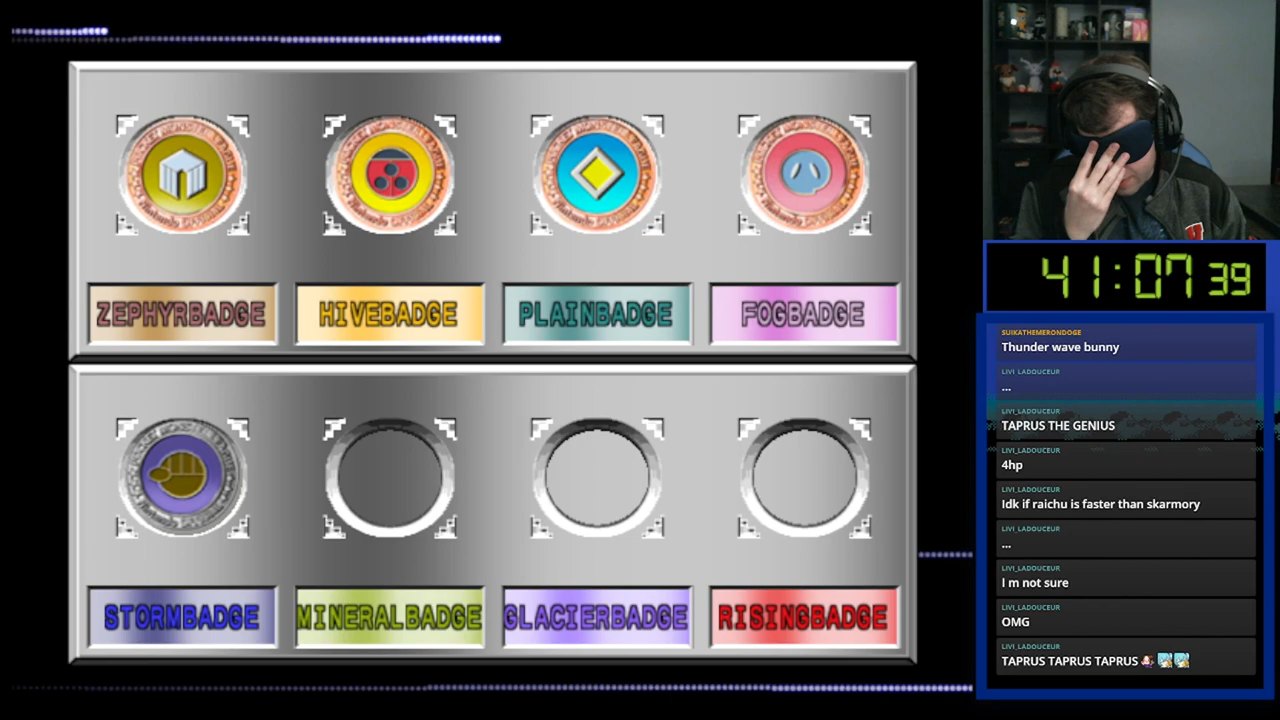 ZEPHYRBADGE
HIVEBADGE
PLAINBADGE
FOGBADGE
STORMBADGE
MINERALBADGE
GLACIERBADGE
RISINGBADGE
41:07 39
SUIKATHEMERONDOGE
Thunder wave bunny
LIVI_LADOUCEUR
...
LIVI_LADOUCEUR
TAPRUS THE GENIUS
LIVI_LADOUCEUR
4hp
LIVI_LADOUCEUR
Idk if raichu is faster than skarmory
LIVI_LADOUCEUR
...
LIVI_LADOUCEUR
I m not sure
LIVI_LADOUCEUR
OMG
LIVI_LADOUCEUR
TAPRUS TAPRUS TAPRUS